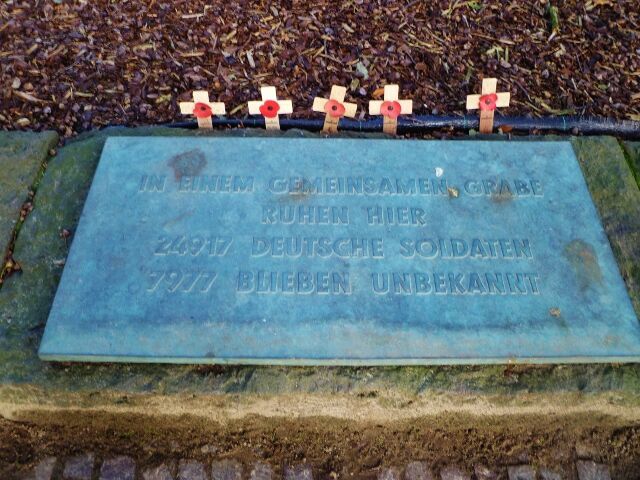 IN EINEM GEMEINSAMEN GRABE
RUHEN HIER
24917 DEUTSCHE SOLDATEN
7977 BLIEBEN UNBEKANNT